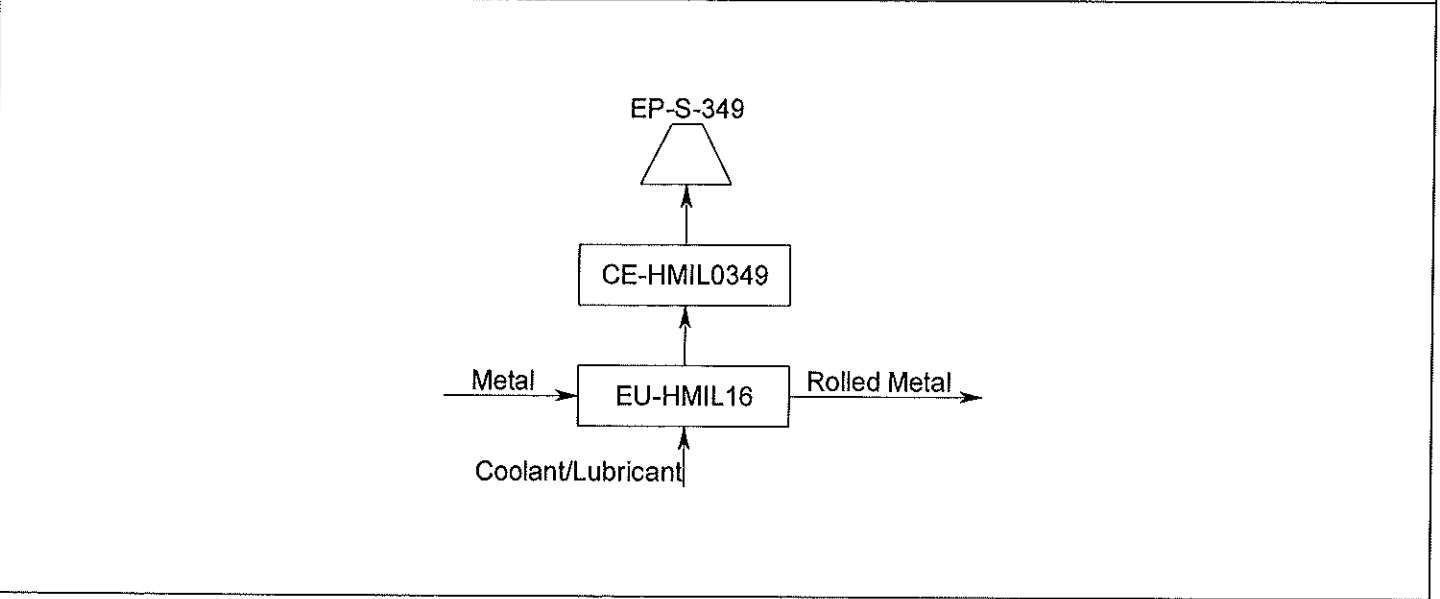 EP-S-349
CE-HMIL0349
Metal
EU-HMIL16
Rolled Metal
Coolant/Lubricant